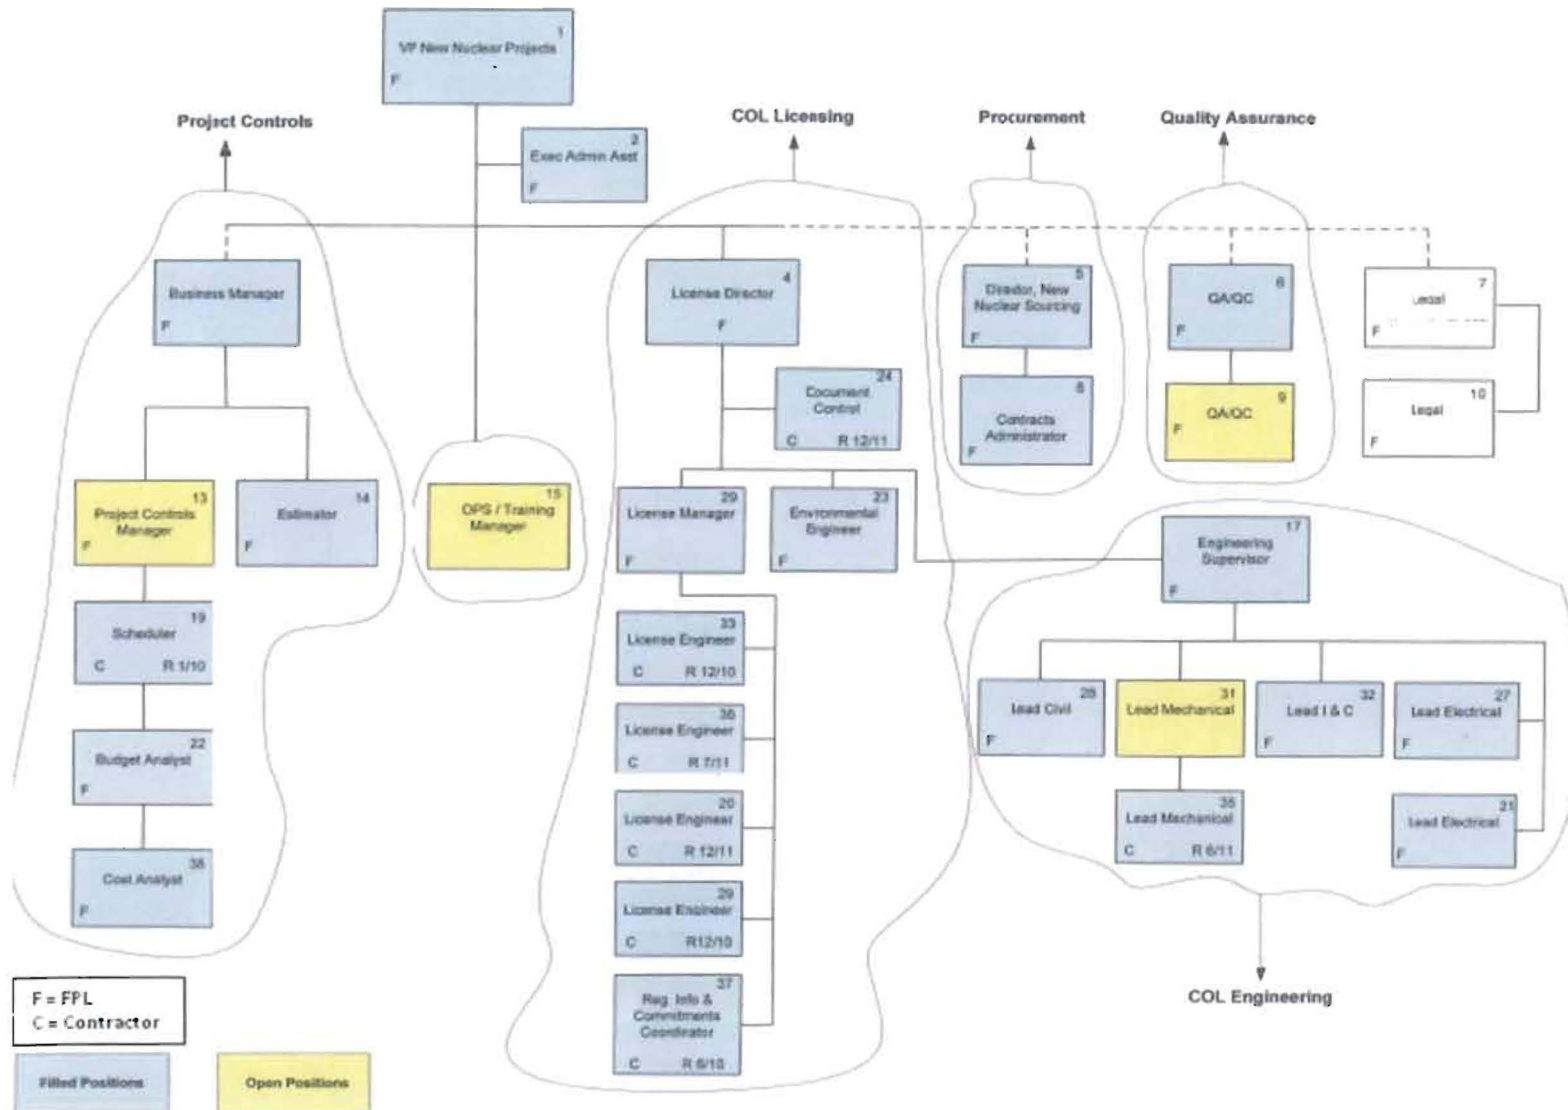 1
VP New Nuclear Projects
F
Project Controls
COL Licensing
Procurement
Quality Assurance
2
Exec Admin Asst
F
Business Manager
F
4
License Director
F
5
Director, New
Nuclear Sourcing
F
6
QA/QC
F
7
Legal
F
24
Document
Control
C R 12/11
8
Contracts
Administrator
F
9
QA/QC
F
10
Legal
F
13
Project Controls
Manager
F
14
Estimator
F
15
OPS / Training
Manager
29
License Manager
F
23
Environmental
Engineer
F
17
Engineering
Supervisor
F
19
Scheduler
C R 1/10
33
License Engineer
C R 12/10
28
Lead Civil
F
31
Lead Mechanical
32
Lead I & C
F
27
Lead Electrical
F
22
Budget Analyst
F
36
License Engineer
C R 7/11
20
License Engineer
C R 12/11
35
Lead Mechanical
C R 6/11
21
Lead Electrical
F
38
Cost Analyst
F
29
License Engineer
C R12/10
37
Reg. Info &
Commitments
Coordinator
C R 6/10
F = FPL
C = Contractor
COL Engineering
Filled Positions
Open Positions